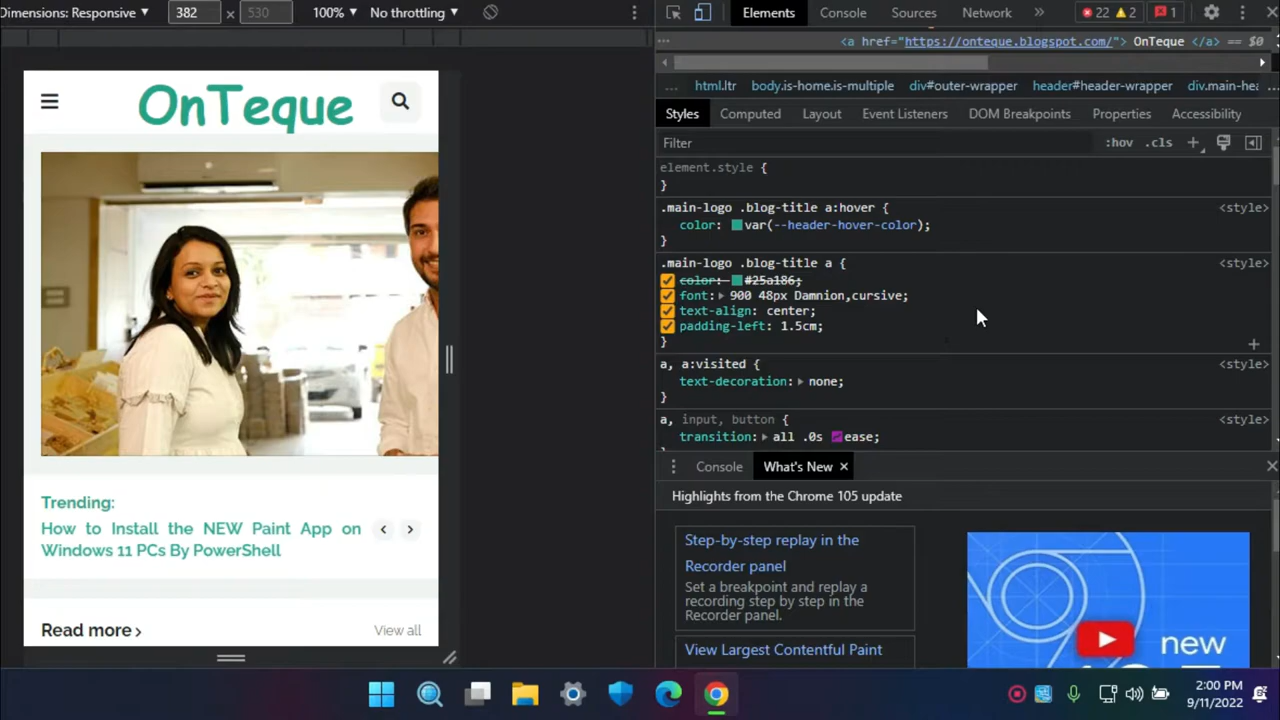 Dimensions: Responsive 382 x 530 100% No throttling
OnTeque
Trending:
How to Install the NEW Paint App on
Windows 11 PCs By PowerShell
Read more
View all
Elements Console Sources Network » 22 2 1
<a href="https://onteque.blogspot.com/"> OnTeque </a> == $0
... html.ltr body.is-home.is-multiple div#outer-wrapper header#header-wrapper div.main-hea ...
Styles Computed Layout Event Listeners DOM Breakpoints Properties Accessibility
Filter :hov .cls +
element.style {
}
.main-logo .blog-title a:hover { <style>
color: var(--header-hover-color);
}
.main-logo .blog-title a { <style>
color: #25a186;
font: 900 48px Damnion,cursive;
text-align: center;
padding-left: 1.5cm;
}
a, a:visited { <style>
text-decoration: none;
}
a, input, button { <style>
transition: all .0s ease;
Console What's New
Highlights from the Chrome 105 update
Step-by-step replay in the
Recorder panel
Set a breakpoint and replay a
recording step by step in the
Recorder panel.
View Largest Contentful Paint
new
2:00 PM
9/11/2022